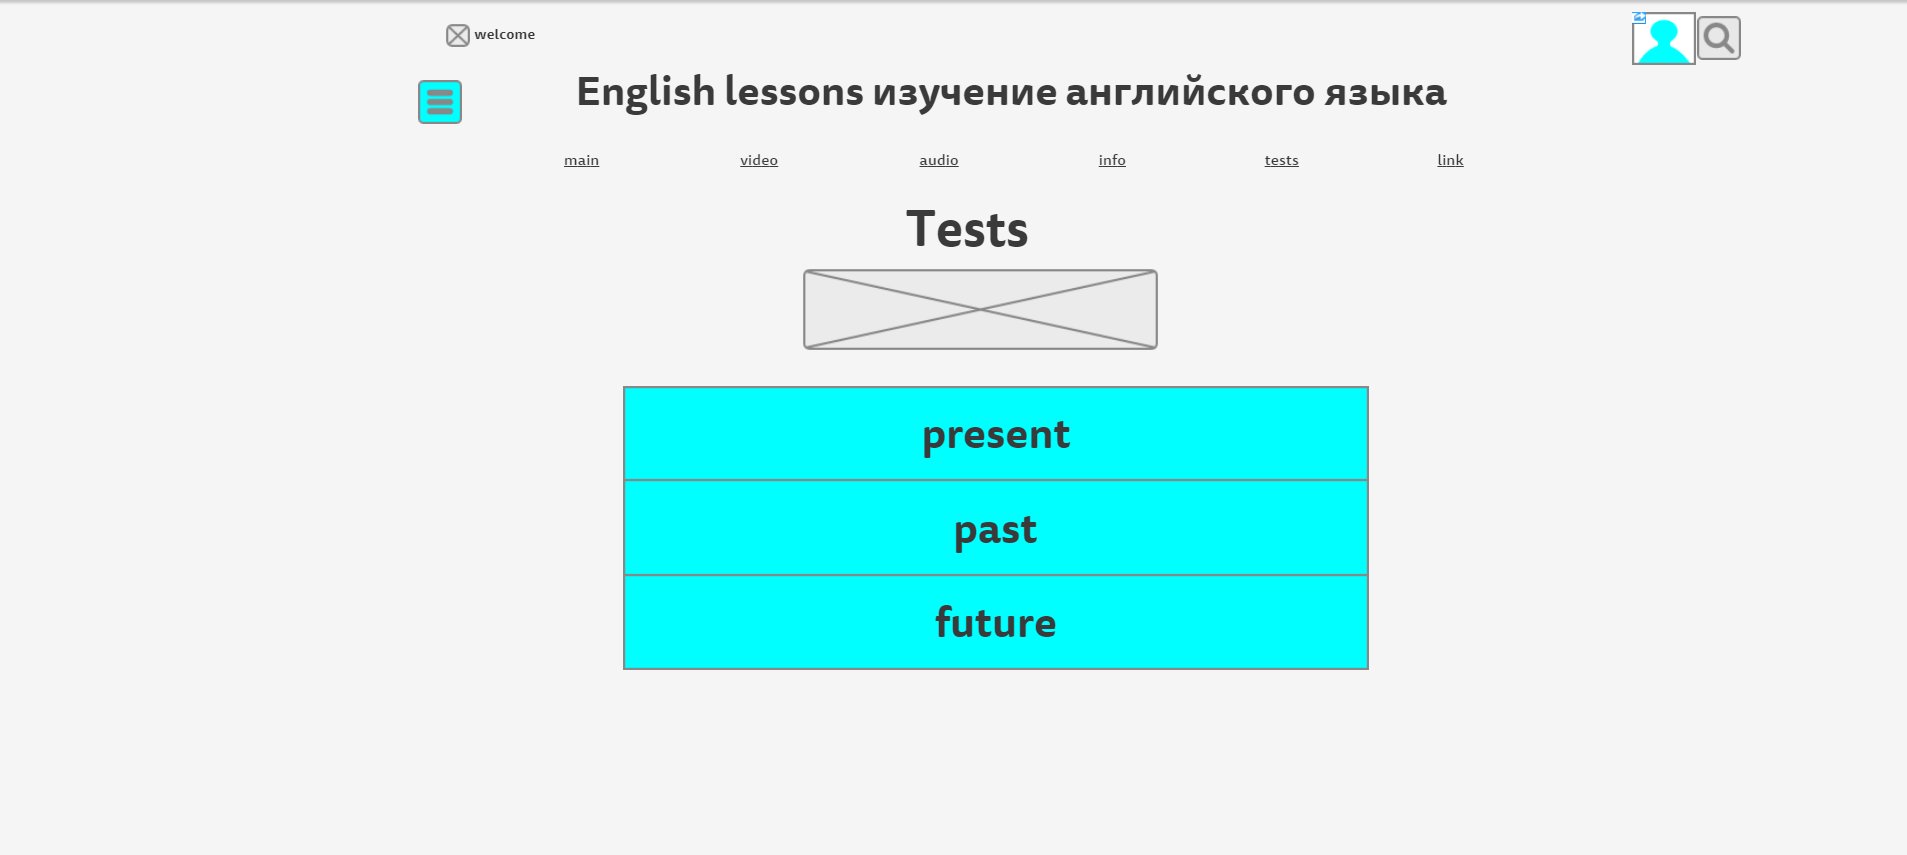 welcome
English lessons изучение английского языка
main video audio info tests link
Tests
present
past
future